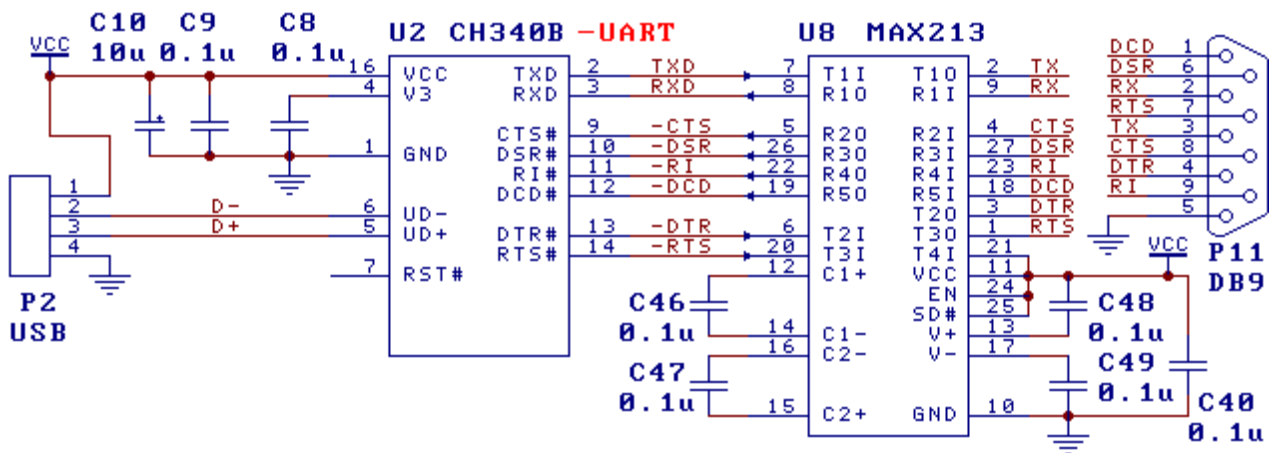 C10 C9 C8
10u 0.1u 0.1u
VCC
U2 CH340B -UART
U8 MAX213
16 VCC TXD 2 TXD 7 T1I T1O 2 TX
4 V3 RXD 3 RXD 8 R1O R1I 9 RX
CTS# 9 -CTS 5 R2O R2I 4 CTS
1 GND DSR# 10 -DSR 26 R3O R3I 27 DSR
RI# 11 -RI 22 R4O R4I 23 RI
DCD# 12 -DCD 19 R5O R5I 18 DCD
T2O 3 DTR
6 UD-
5 UD+ DTR# 13 -DTR 6 T2I T3O 1 RTS
RTS# 14 -RTS 20 T3I T4I 21
7 RST# 12 C1+ VCC 11
EN 24
SD# 25
14 C1- V+ 13
16 C2- V- 17
15 C2+ GND 10
1
2 D-
3 D+
4
P2
USB
C46
0.1u
C47
0.1u
DCD 1
DSR 6
RX 2
RTS 7
TX 3
CTS 8
DTR 4
RI 9
5
VCC
P11
DB9
C48
0.1u
C49
0.1u
C40
0.1u